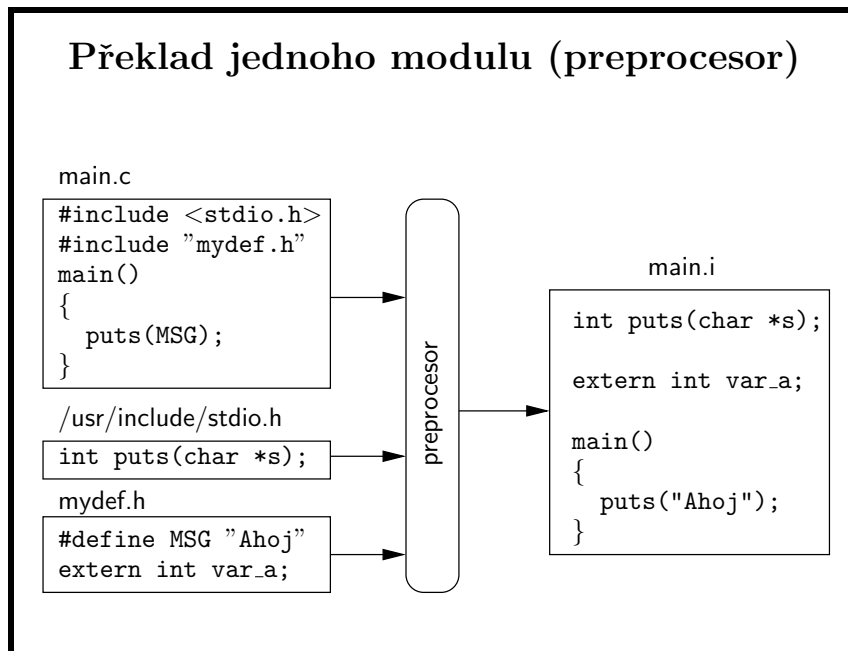 Překlad jednoho modulu (preprocesor)
main.c
#include <stdio.h>
#include ”mydef.h”
main()
{
  puts(MSG);
}
/usr/include/stdio.h
int puts(char *s);
mydef.h
#define MSG ”Ahoj”
extern int var_a;
preprocesor
main.i
int puts(char *s);
extern int var_a;
main()
{
  puts("Ahoj");
}